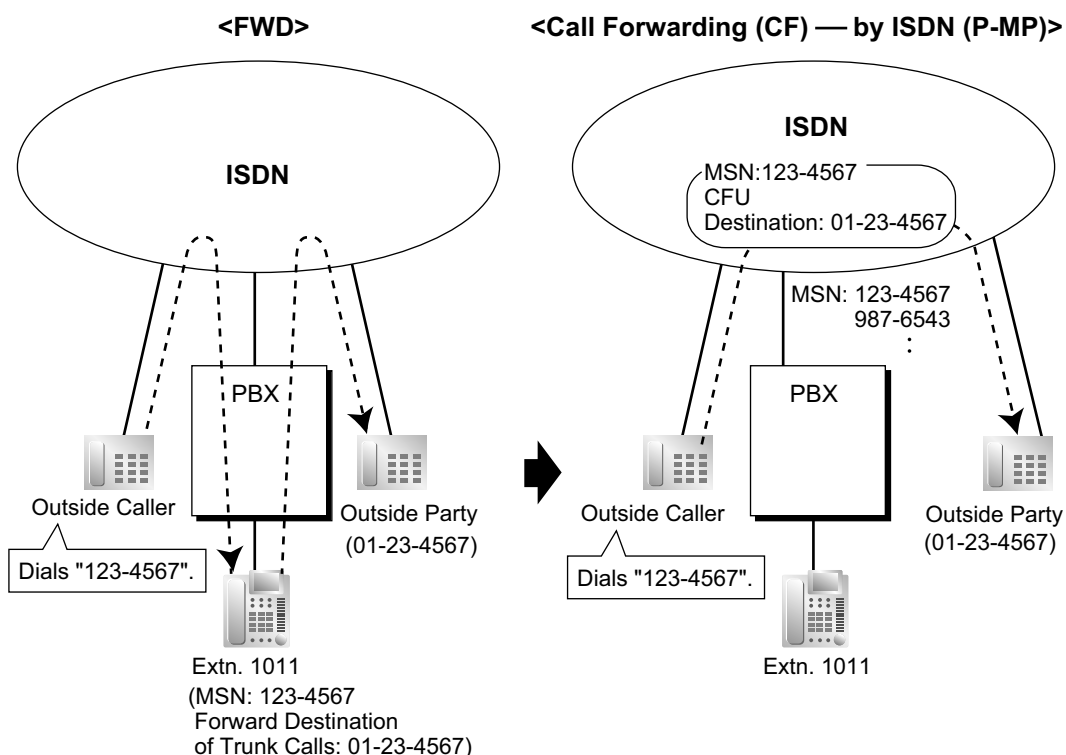 <FWD>
ISDN
PBX
Outside Caller
Dials "123-4567".
Outside Party
(01-23-4567)
Extn. 1011
(MSN: 123-4567
Forward Destination
of Trunk Calls: 01-23-4567)
<Call Forwarding (CF) — by ISDN (P-MP)>
ISDN
MSN:123-4567
CFU
Destination: 01-23-4567
MSN: 123-4567
987-6543
:
PBX
Outside Caller
Dials "123-4567".
Outside Party
(01-23-4567)
Extn. 1011